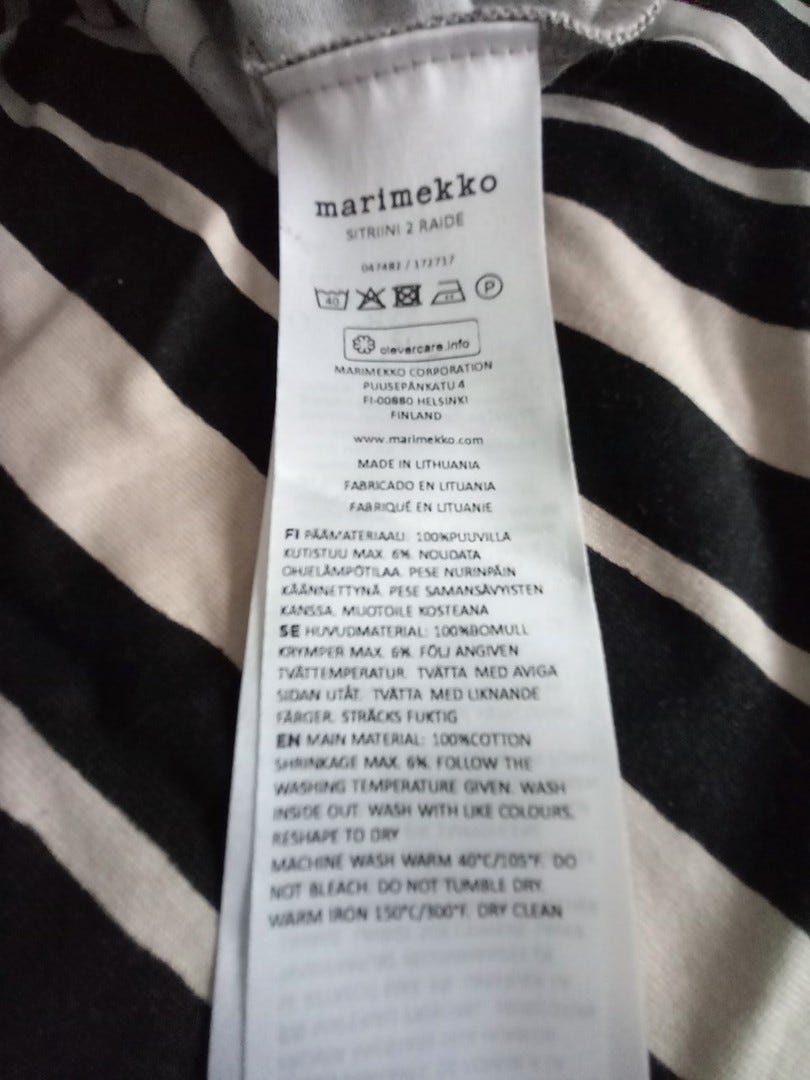 marimekko
SITRIINI 2 RAIDE
047482 / 172717
40
P
clevercare.info
MARIMEKKO CORPORATION
PUUSEPÄNKATU 4
FI-00880 HELSINKI
FINLAND
www.marimekko.com
MADE IN LITHUANIA
FABRICADO EN LITUANIA
FABRIQUÉ EN LITUANIE
FI PÄÄMATERIAALI: 100%PUUVILLA
KUTISTUU MAX. 6%. NOUDATA
OHJELÄMPÖTILAA. PESE NURINPÄIN
KÄÄNNETTYNÄ. PESE SAMANSÄVYISTEN
KANSSA. MUOTOILE KOSTEANA
SE HUVUDMATERIAL: 100%BOMULL
KRYMPER MAX. 6%. FÖLJ ANGIVEN
TVÄTTEMPERATUR. TVÄTTA MED AVIGA
SIDAN UTÅT. TVÄTTA MED LIKNANDE
FÄRGER. STRÄCKS FUKTIG
EN MAIN MATERIAL: 100%COTTON
SHRINKAGE MAX. 6%. FOLLOW THE
WASHING TEMPERATURE GIVEN. WASH
INSIDE OUT. WASH WITH LIKE COLOURS.
RESHAPE TO DRY
MACHINE WASH WARM 40°C/105°F. DO
NOT BLEACH. DO NOT TUMBLE DRY.
WARM IRON 150°C/300°F. DRY CLEAN